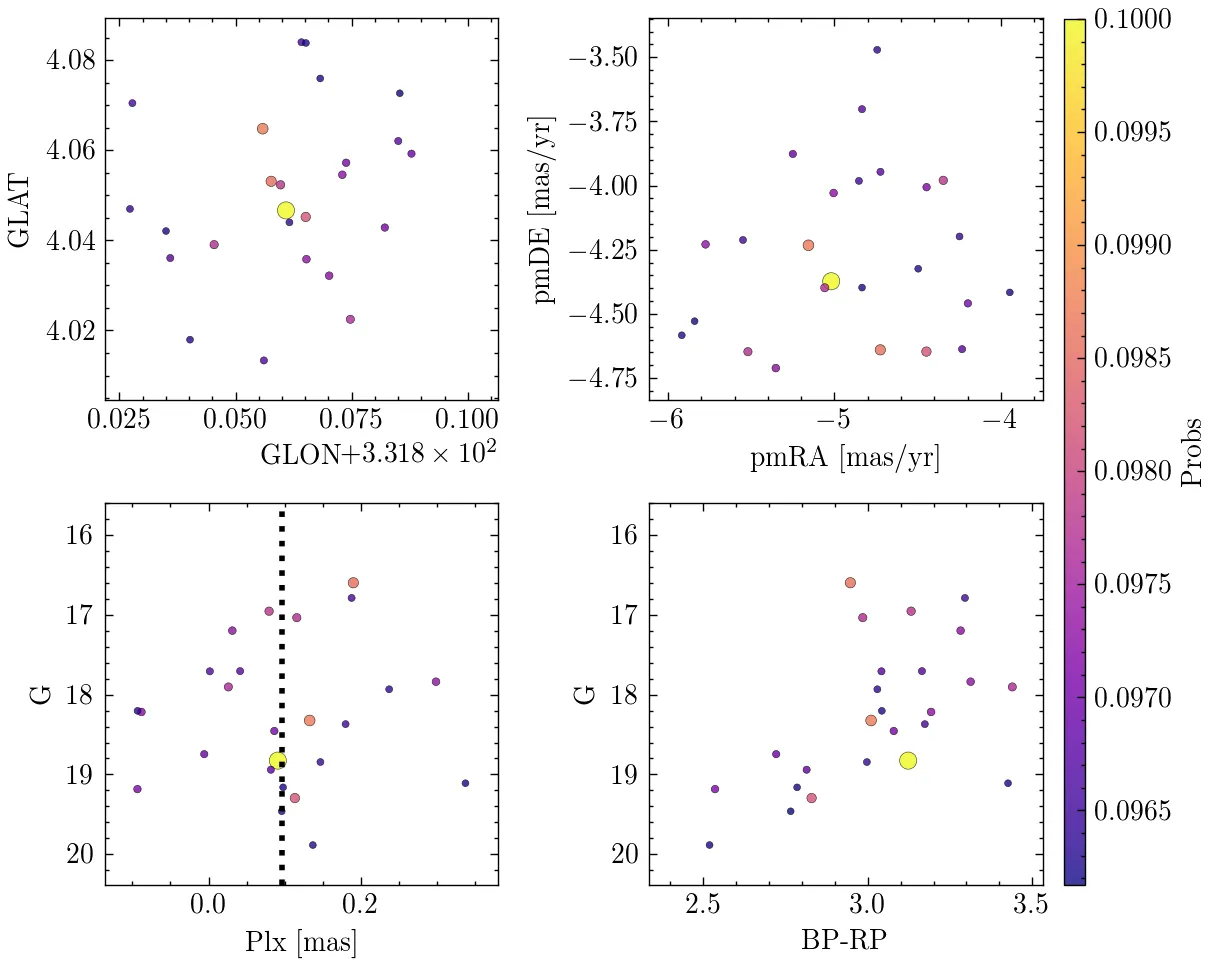 4.08
4.06
4.04
4.02
GLAT
0.025 0.050 0.075 0.100
GLON+3.318 × 10²
−3.50
−3.75
−4.00
−4.25
−4.50
−4.75
pmDE [mas/yr]
−6 −5 −4
pmRA [mas/yr]
16
17
18
19
20
G
0.0 0.2
Plx [mas]
16
17
18
19
20
G
2.5 3.0 3.5
BP-RP
0.1000
0.0995
0.0990
0.0985
0.0980
0.0975
0.0970
0.0965
Probs